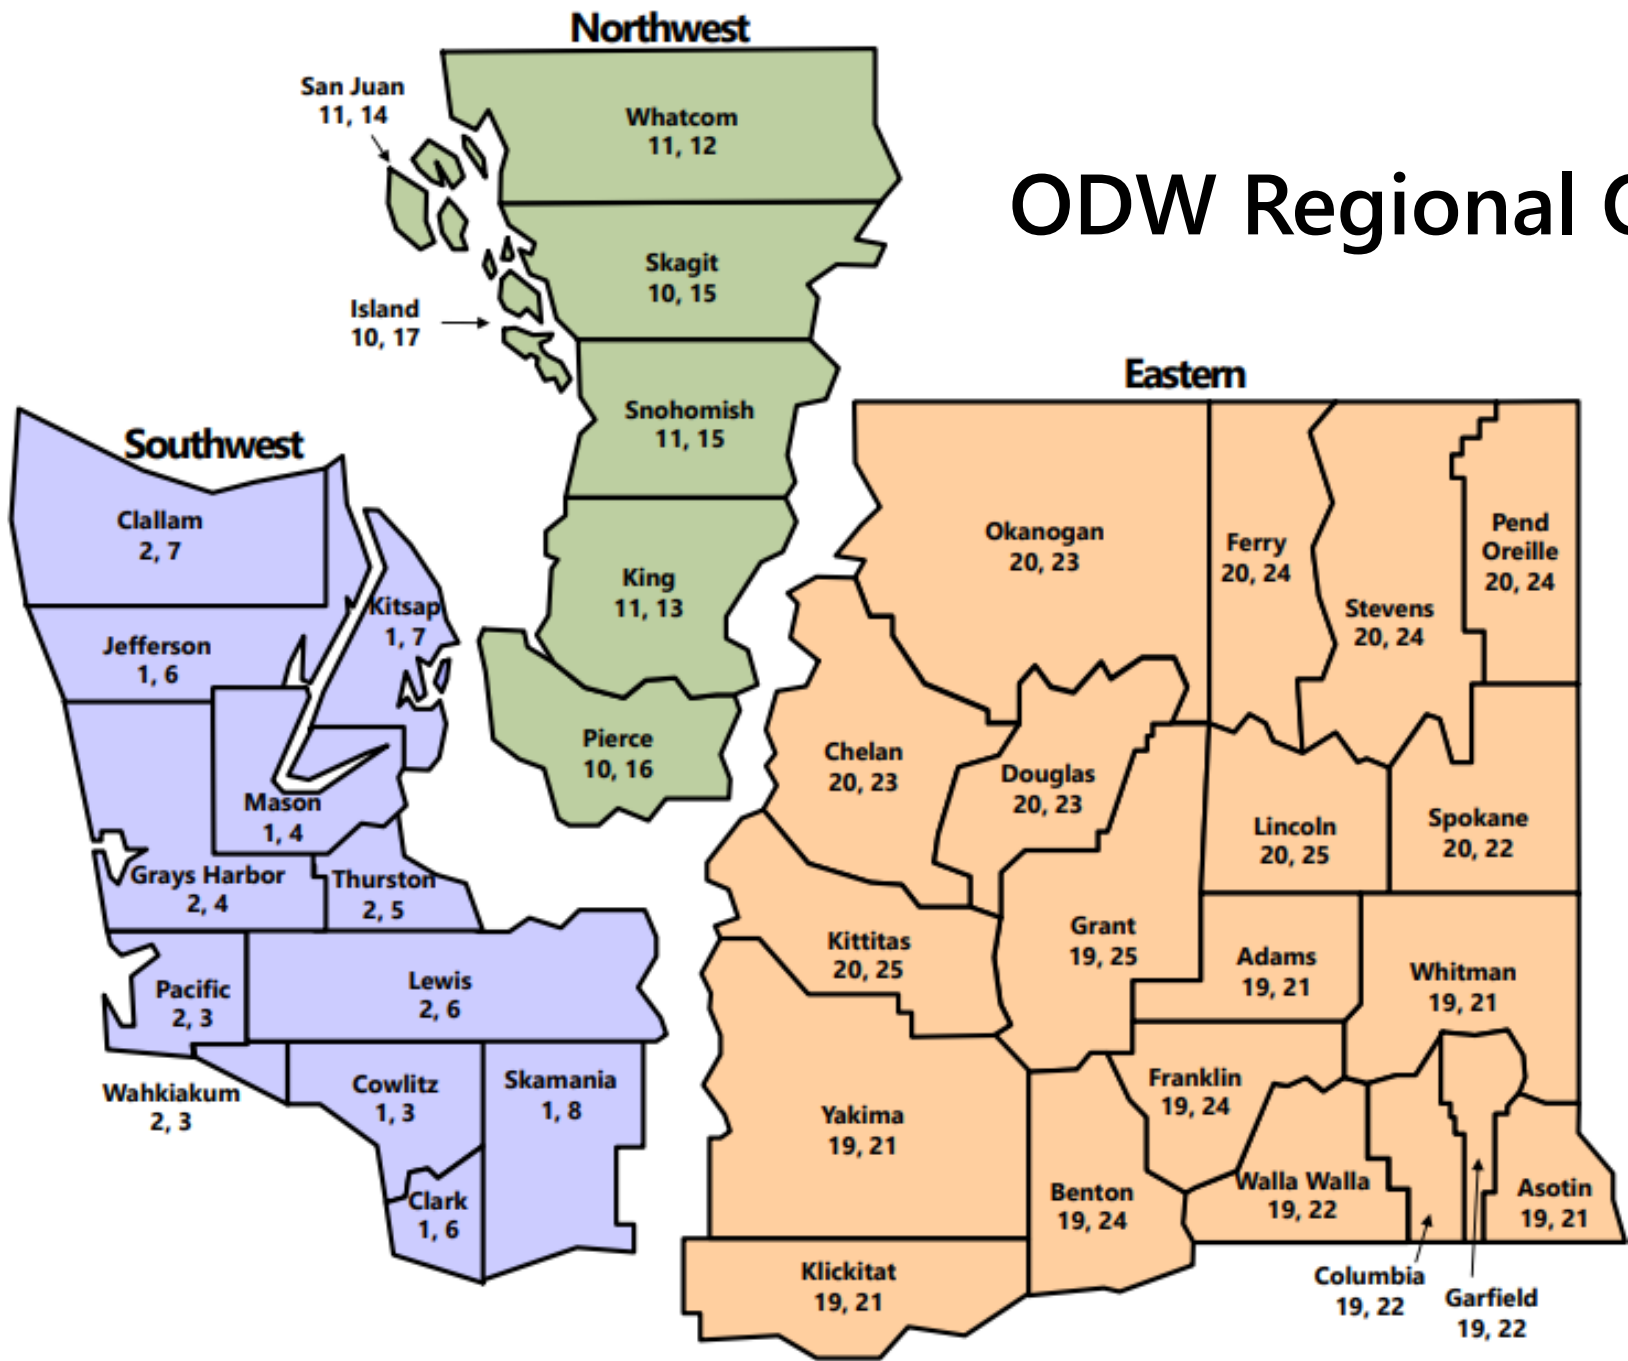 Northwest
San Juan
11, 14
Whatcom
11, 12
ODW Regional
Skagit
10, 15
Island
10, 17
Snohomish
11, 15
King
11, 13
Pierce
10, 16
Southwest
Clallam
2, 7
Kitsap
1, 7
Jefferson
1, 6
Mason
1, 4
Grays Harbor
2, 4
Thurston
2, 5
Pacific
2, 3
Lewis
2, 6
Wahkiakum
2, 3
Cowlitz
1, 3
Skamania
1, 8
Clark
1, 6
Eastern
Okanogan
20, 23
Ferry
20, 24
Stevens
20, 24
Pend
Oreille
20, 24
Chelan
20, 23
Douglas
20, 23
Lincoln
20, 25
Spokane
20, 22
Kittitas
20, 25
Grant
19, 25
Adams
19, 21
Whitman
19, 21
Yakima
19, 21
Franklin
19, 24
Benton
19, 24
Walla Walla
19, 22
Asotin
19, 21
Klickitat
19, 21
Columbia
19, 22
Garfield
19, 22